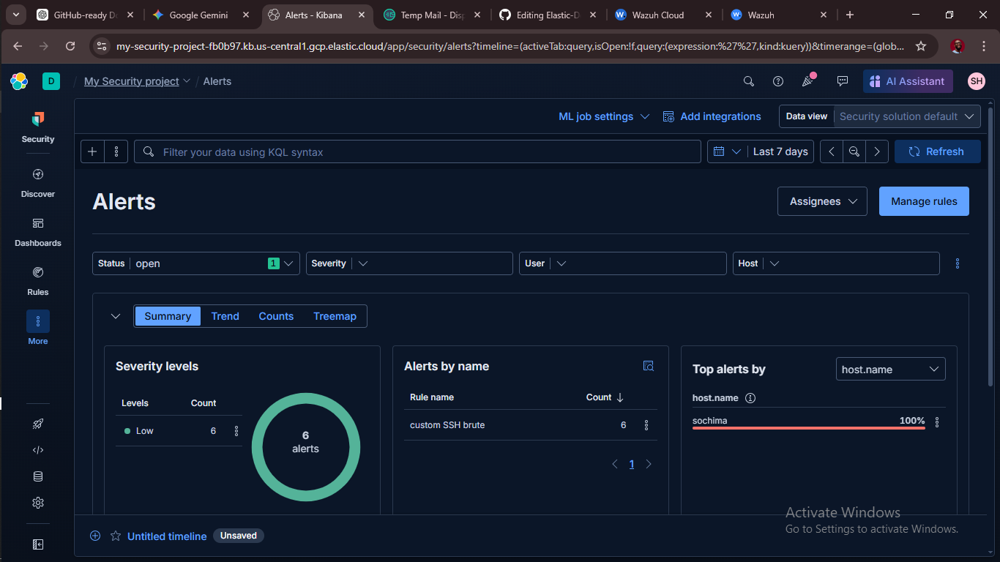 GitHub-ready Do
Google Gemini
Alerts - Kibana
Temp Mail - Disp
Editing Elastic-D
Wazuh Cloud
Wazuh
my-security-project-fb0b97.kb.us-central1.gcp.elastic.cloud/app/security/alerts?timeline=(activeTab:query,isOpen:!f,query:(expression:%27%27,kind:kuery))&timerange=(glob...
D
My Security project / Alerts
AI Assistant
SH
ML job settings
Add integrations
Data view Security solution default
Filter your data using KQL syntax
Last 7 days
Refresh
Security
Discover
Dashboards
Rules
More
Alerts
Assignees
Manage rules
Status open 1
Severity
User
Host
Summary Trend Counts Treemap
Severity levels
Levels Count
Low 6
6
alerts
Alerts by name
Rule name Count
custom SSH brute 6
1
Top alerts by host.name
host.name
sochima 100%
Activate Windows
Go to Settings to activate Windows.
Untitled timeline Unsaved